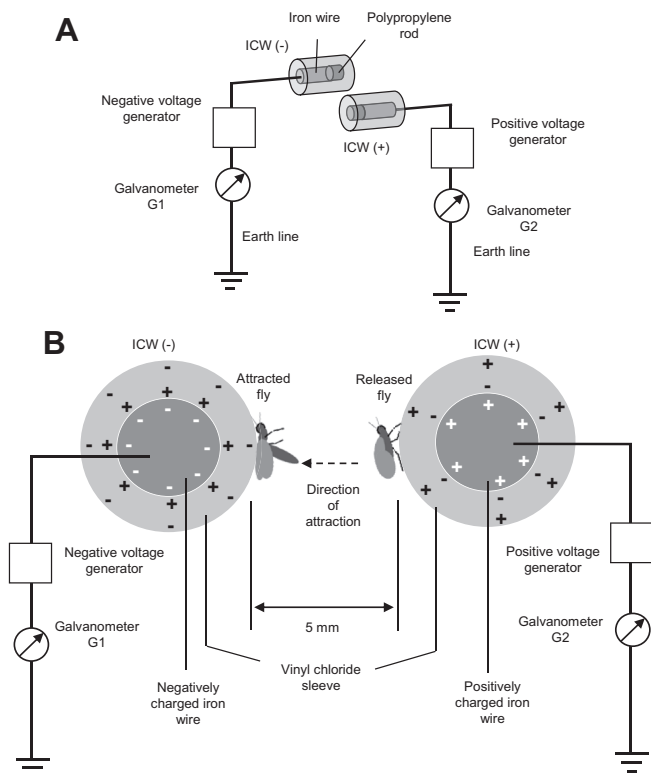 A
Iron wire
Polypropylene
rod
ICW (-)
Negative voltage
generator
Galvanometer
G1
Earth line
ICW (+)
Positive voltage
generator
Galvanometer
G2
Earth line
B
ICW (-)
ICW (+)
Attracted
fly
Released
fly
Direction
of
attraction
Negative voltage
generator
Positive voltage
generator
5 mm
Galvanometer
G1
Galvanometer
G2
Vinyl chloride
sleeve
Negatively
charged iron
wire
Positively
charged iron
wire